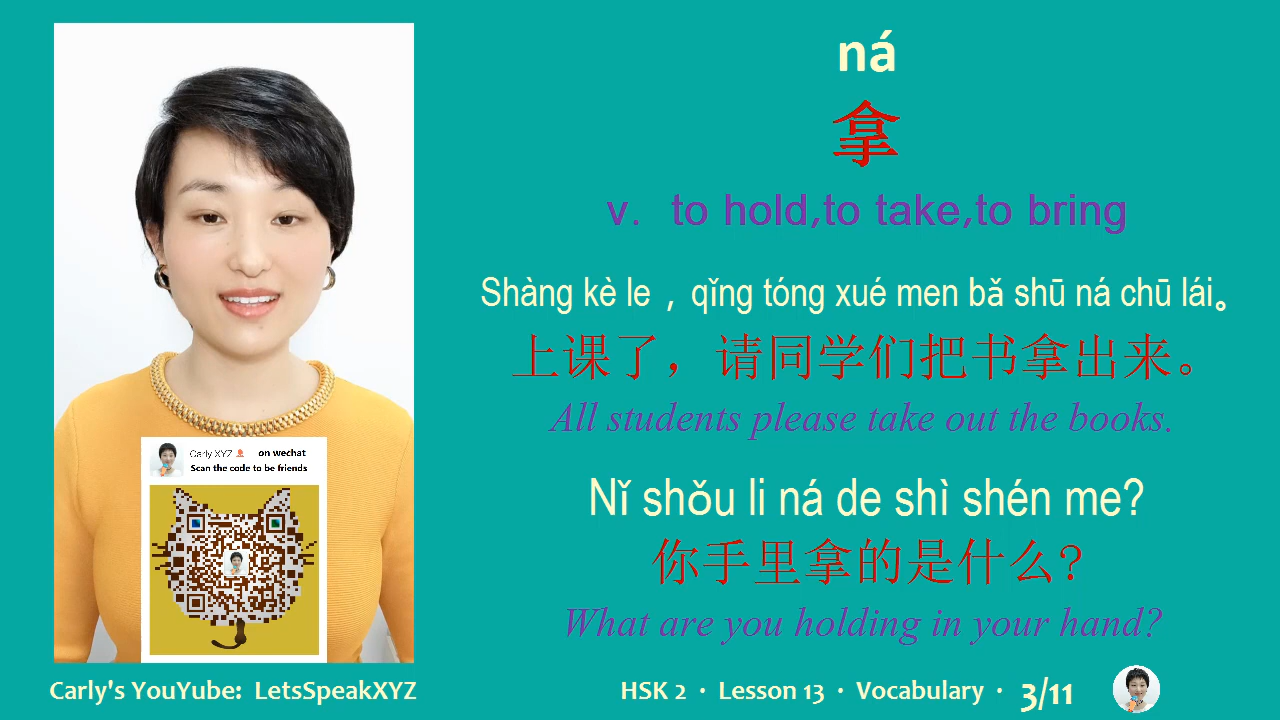 ná
拿
v. to hold,to take,to bring
Shàng kè le，qǐng tóng xué men bǎ shū ná chū lái。
上课了，请同学们把书拿出来。
All students please take out the books.
Nǐ shǒu li ná de shì shén me?
你手里拿的是什么?
What are you holding in your hand?
Carly XYZ on wechat
Scan the code to be friends
Carly's YouYube: LetsSpeakXYZ
HSK 2 · Lesson 13 · Vocabulary · 3/11